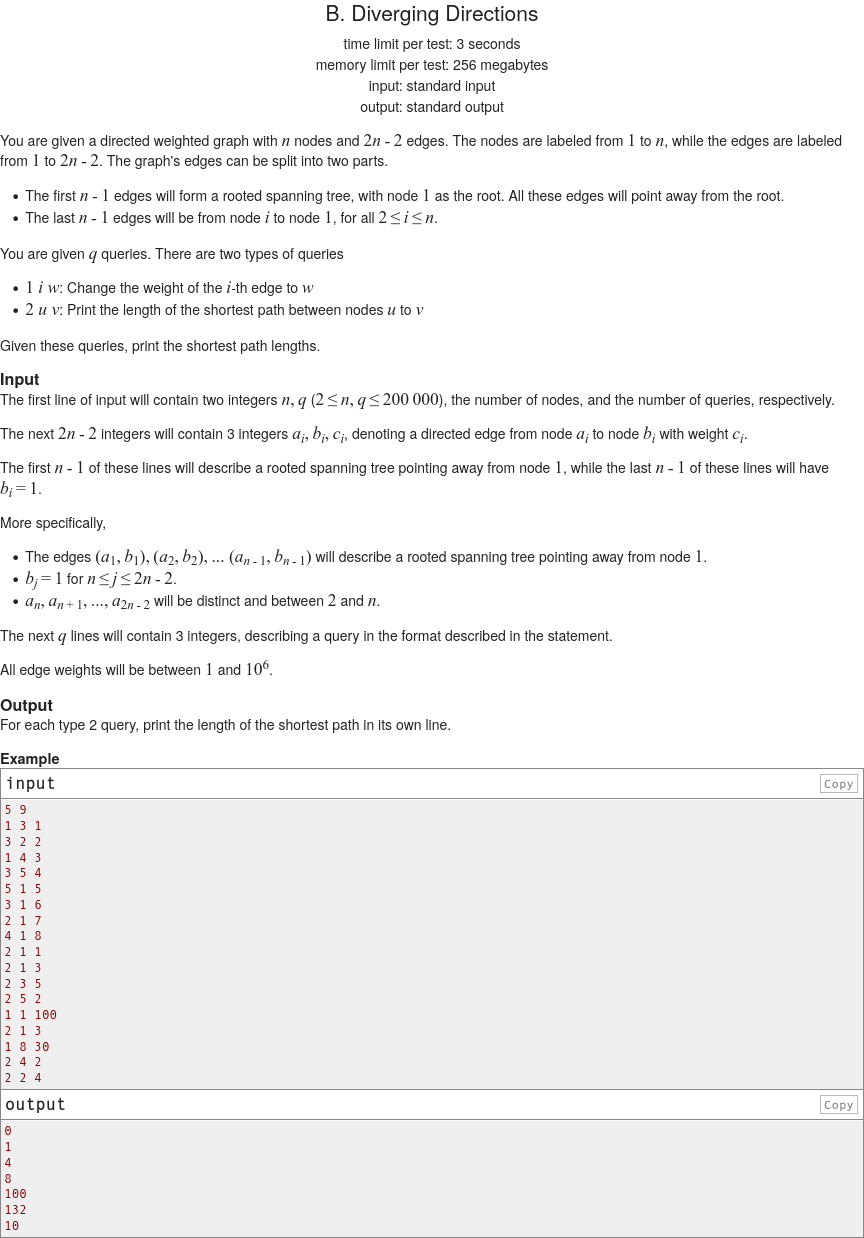 B. Diverging Directions
time limit per test: 3 seconds
memory limit per test: 256 megabytes
input: standard input
output: standard output
You are given a directed weighted graph with n nodes and 2n - 2 edges. The nodes are labeled from 1 to n, while the edges are labeled
from 1 to 2n - 2. The graph's edges can be split into two parts.
• The first n - 1 edges will form a rooted spanning tree, with node 1 as the root. All these edges will point away from the root.
• The last n - 1 edges will be from node i to node 1, for all 2 ≤ i ≤ n.
You are given q queries. There are two types of queries
• 1 i w: Change the weight of the i-th edge to w
• 2 u v: Print the length of the shortest path between nodes u to v
Given these queries, print the shortest path lengths.
Input
The first line of input will contain two integers n, q (2 ≤ n, q ≤ 200 000), the number of nodes, and the number of queries, respectively.
The next 2n - 2 integers will contain 3 integers a_i, b_i, c_i, denoting a directed edge from node a_i to node b_i with weight c_i.
The first n - 1 of these lines will describe a rooted spanning tree pointing away from node 1, while the last n - 1 of these lines will have
b_i = 1.
More specifically,
• The edges (a_1, b_1), (a_2, b_2), ... (a_{n - 1}, b_{n - 1}) will describe a rooted spanning tree pointing away from node 1.
• b_j = 1 for n ≤ j ≤ 2n - 2.
• a_n, a_{n + 1}, ..., a_{2n - 2} will be distinct and between 2 and n.
The next q lines will contain 3 integers, describing a query in the format described in the statement.
All edge weights will be between 1 and 10^6.
Output
For each type 2 query, print the length of the shortest path in its own line.
Example
input Copy
5 9
1 3 1
3 2 2
1 4 3
3 5 4
5 1 5
3 1 6
2 1 7
4 1 8
2 1 1
2 1 3
2 3 5
2 5 2
1 1 100
2 1 3
1 8 30
2 4 2
2 2 4
output Copy
0
1
4
8
100
132
10